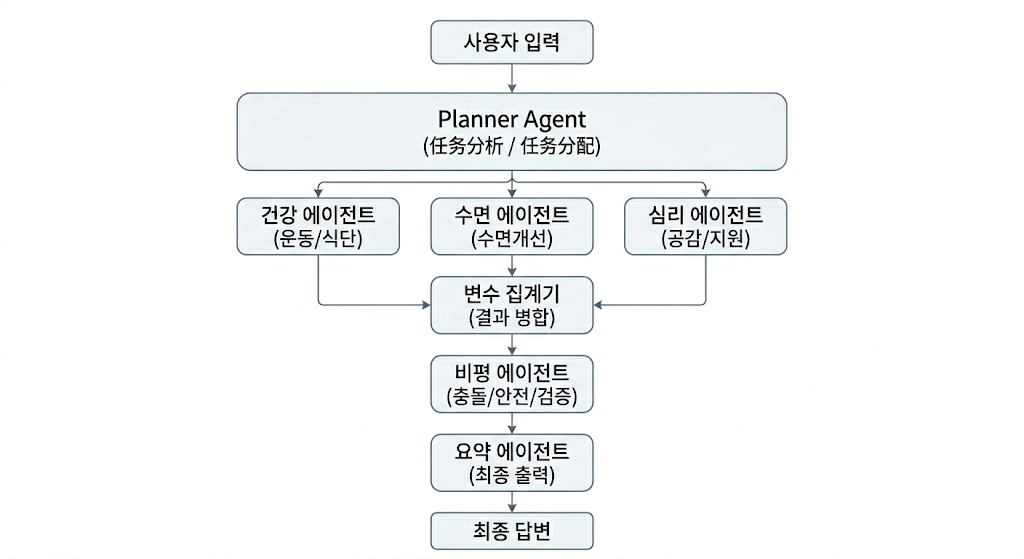 사용자 입력
Planner Agent
(任务分析 / 任务分配)
건강 에이전트
(운동/식단)
수면 에이전트
(수면개선)
심리 에이전트
(공감/지원)
변수 집계기
(결과 병합)
비평 에이전트
(충돌/안전/검증)
요약 에이전트
(최종 출력)
최종 답변